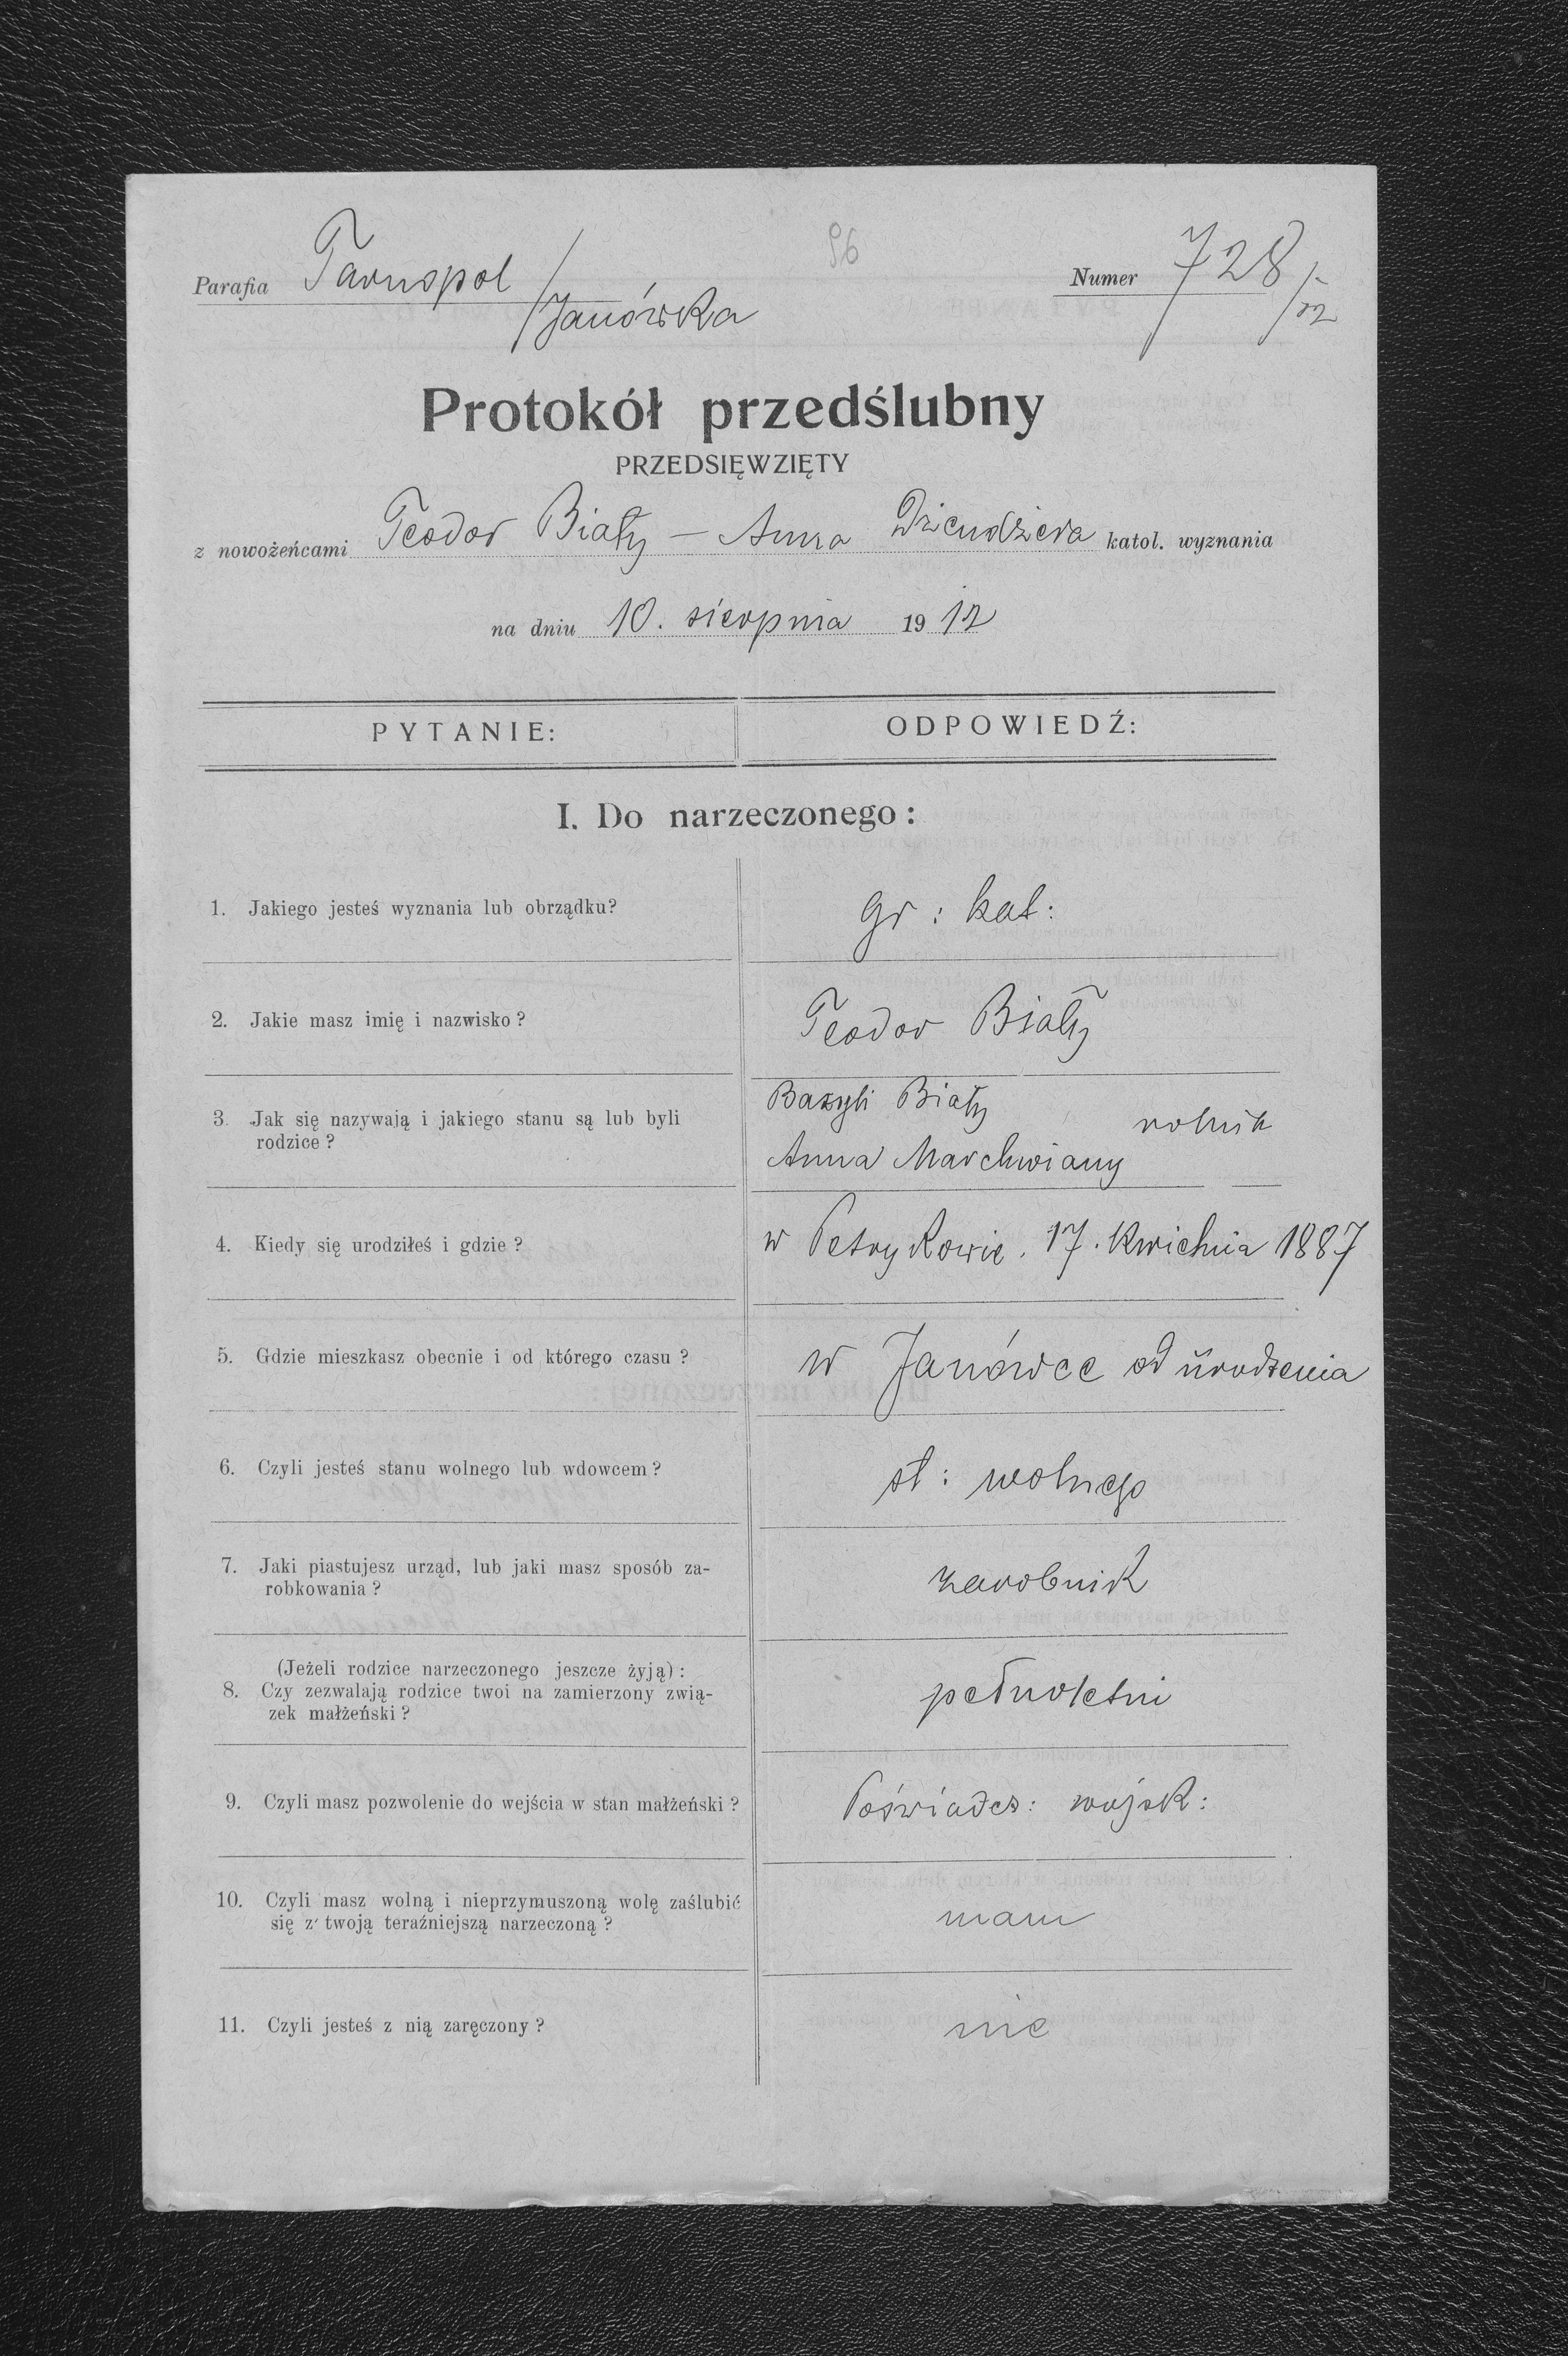 96
Parafia Tarnopol / Janówka
Numer 728/12
Protokół przedślubny
PRZEDSIĘWZIĘTY
z nowożeńcami Teodor Biały — Anna Dziendziera katol. wyznania
na dniu 10. sierpnia 1912
PYTANIE: ODPOWIEDŹ:
I. Do narzeczonego:
1. Jakiego jesteś wyznania lub obrządku? gr: kat:
2. Jakie masz imię i nazwisko? Teodor Biały
Bazyli Biały
3. Jak się nazywają i jakiego stanu są lub byli rolnik
rodzice? Anna Marchwiany
4. Kiedy się urodziłeś i gdzie? w Petrykowie. 17. kwietnia 1887
5. Gdzie mieszkasz obecnie i od którego czasu? w Janówce od urodzenia
6. Czyli jesteś stanu wolnego lub wdowcem? st: wolnego
7. Jaki piastujesz urząd, lub jaki masz sposób za-
robkowania? zarobnik
(Jeżeli rodzice narzeczonego jeszcze żyją):
8. Czy zezwalają rodzice twoi na zamierzony zwią- pełnoletni
zek małżeński?
9. Czyli masz pozwolenie do wejścia w stan małżeński? Poświadcz: wojsk:
10. Czyli masz wolną i nieprzymuszoną wolę zaślubić
się z twoją teraźniejszą narzeczoną? mam
11. Czyli jesteś z nią zaręczony? nie